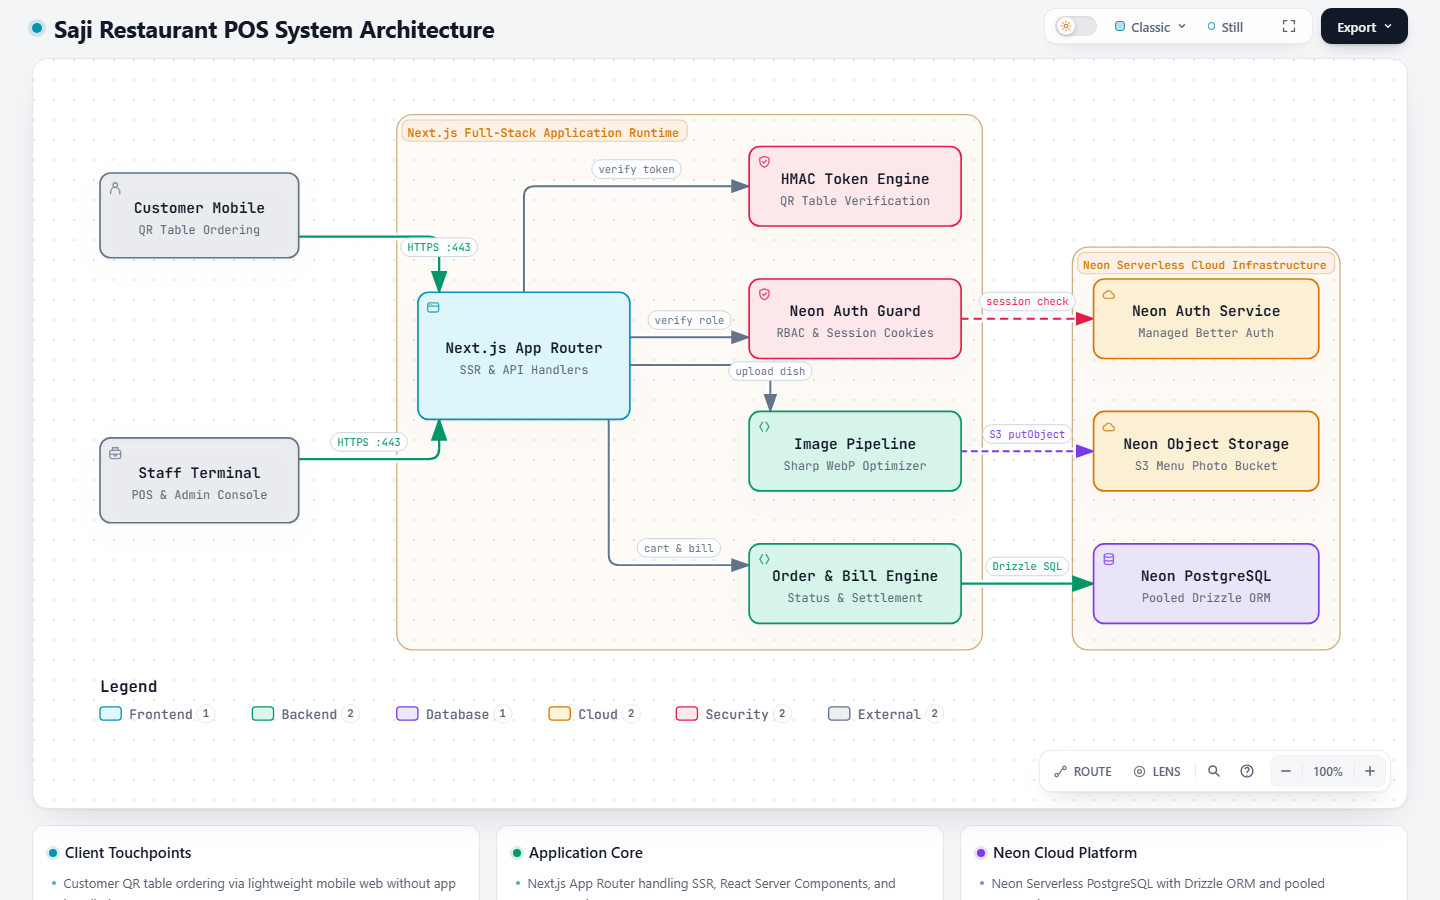 Saji Restaurant POS System Architecture
Classic
Still
Export
Next.js Full-Stack Application Runtime
verify token
HMAC Token Engine
QR Table Verification
Customer Mobile
QR Table Ordering
HTTPS :443
Neon Serverless Cloud Infrastructure
Next.js App Router
SSR & API Handlers
verify role
Neon Auth Guard
RBAC & Session Cookies
session check
Neon Auth Service
Managed Better Auth
upload dish
Staff Terminal
POS & Admin Console
HTTPS :443
Image Pipeline
Sharp WebP Optimizer
S3 putObject
Neon Object Storage
S3 Menu Photo Bucket
cart & bill
Order & Bill Engine
Status & Settlement
Drizzle SQL
Neon PostgreSQL
Pooled Drizzle ORM
Legend
Frontend 1
Backend 2
Database 1
Cloud 2
Security 2
External 2
ROUTE
LENS
100%
Client Touchpoints
Customer QR table ordering via lightweight mobile web without app
Application Core
Next.js App Router handling SSR, React Server Components, and
Neon Cloud Platform
Neon Serverless PostgreSQL with Drizzle ORM and pooled